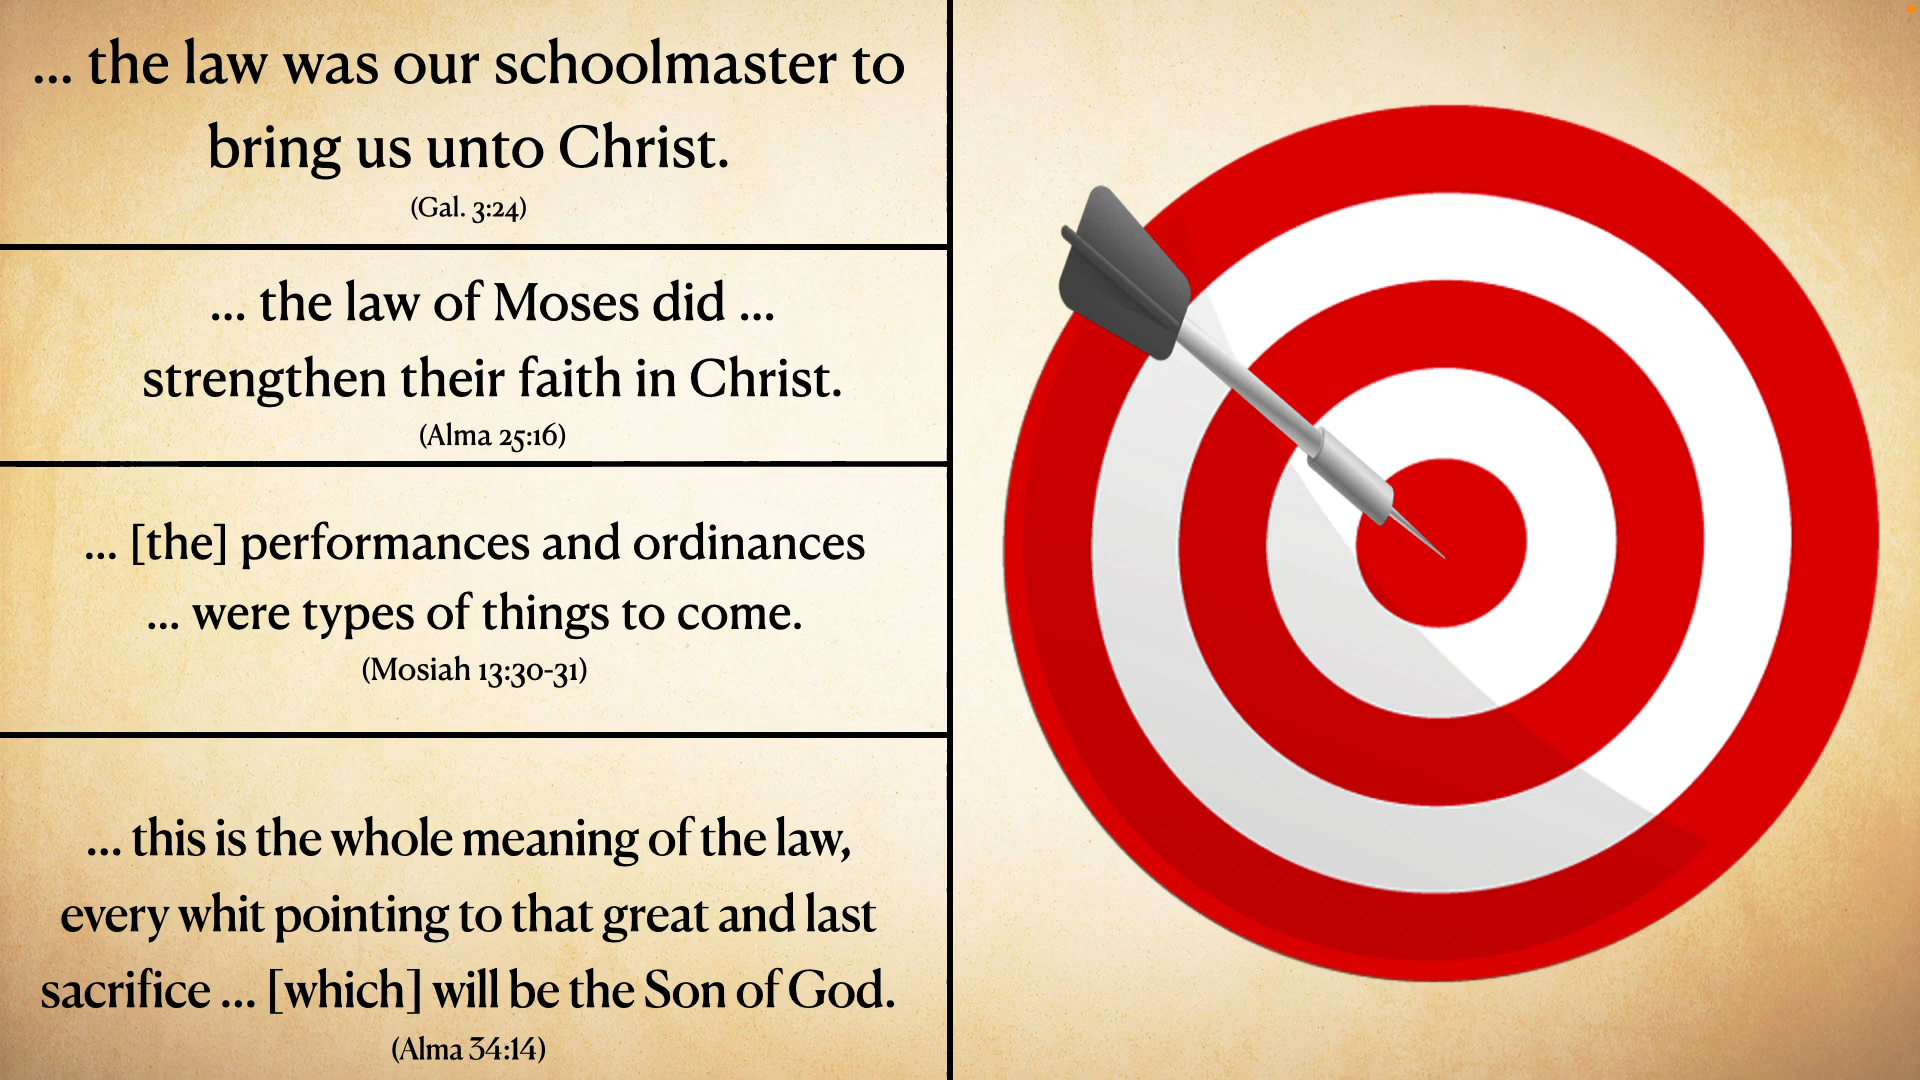 ... the law was our schoolmaster to
bring us unto Christ.
(Gal. 3:24)
... the law of Moses did ...
strengthen their faith in Christ.
(Alma 25:16)
... [the] performances and ordinances
... were types of things to come.
(Mosiah 13:30-31)
... this is the whole meaning of the law,
every whit pointing to that great and last
sacrifice ... [which] will be the Son of God.
(Alma 34:14)